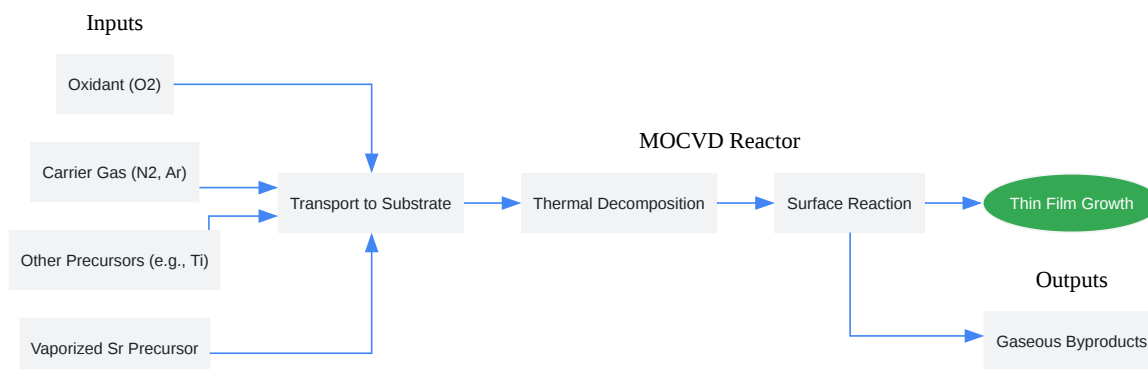 Inputs
Oxidant (O2)
MOCVD Reactor
Carrier Gas (N2, Ar)
Transport to Substrate
Thermal Decomposition
Surface Reaction
Thin Film Growth
Other Precursors (e.g., Ti)
Outputs
Vaporized Sr Precursor
Gaseous Byproducts